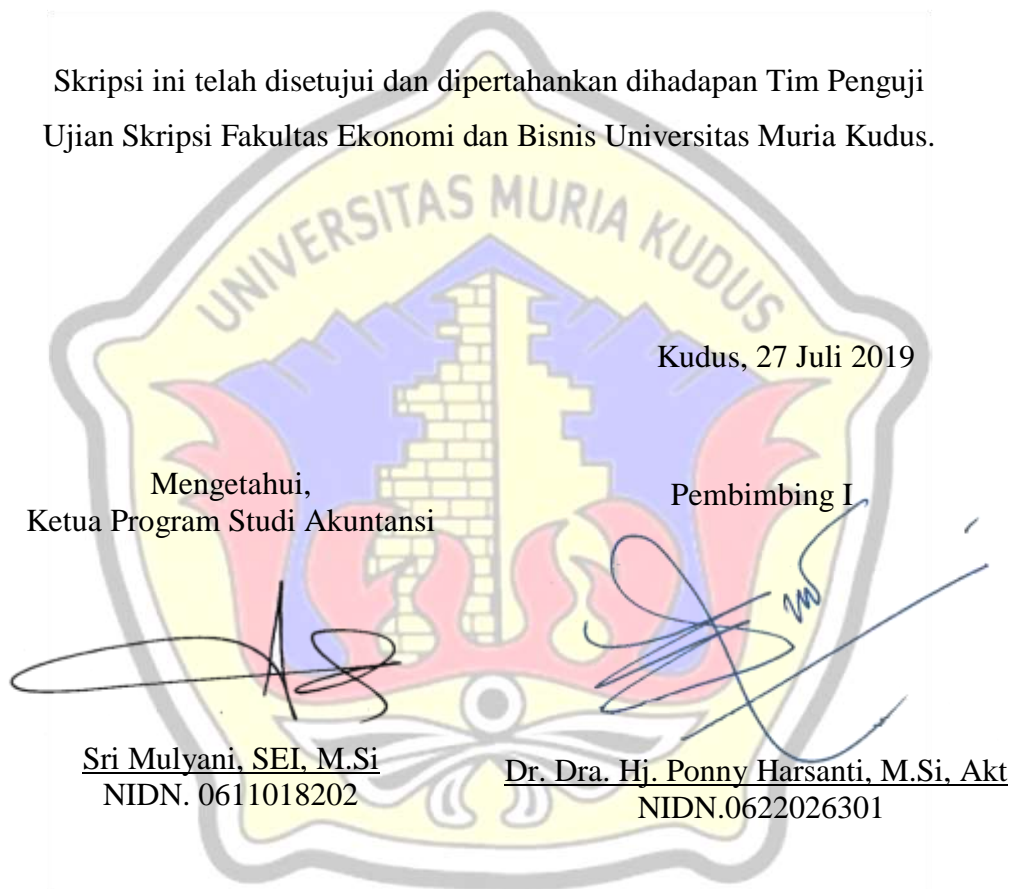 Skripsi ini telah disetujui dan dipertahankan dihadapan Tim Penguji
Ujian Skripsi Fakultas Ekonomi dan Bisnis Universitas Muria Kudus.
UNIVERSITAS MURIA KUDUS
Kudus, 27 Juli 2019
Mengetahui,
Ketua Program Studi Akuntansi
Pembimbing I
Sri Mulyani, SEI, M.Si
NIDN. 0611018202
Dr. Dra. Hj. Ponny Harsanti, M.Si, Akt
NIDN.0622026301